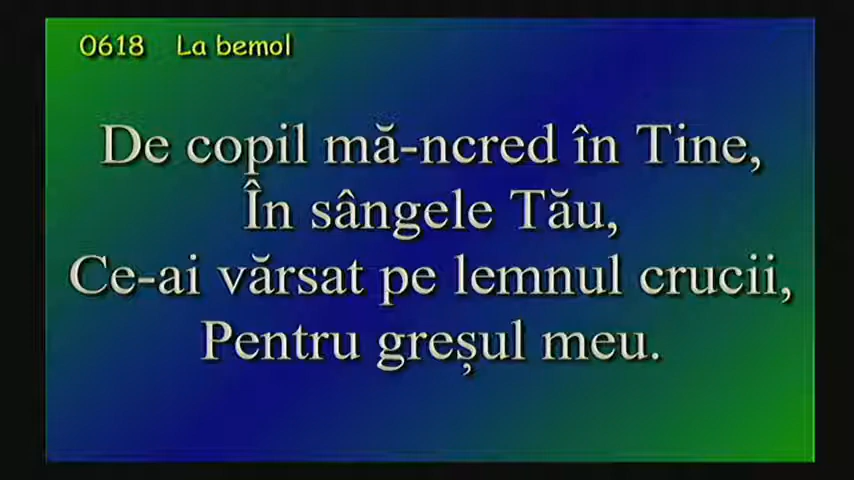 0618 La bemol
De copil mă-ncred în Tine,
În sângele Tău,
Ce-ai vărsat pe lemnul crucii,
Pentru greșul meu.